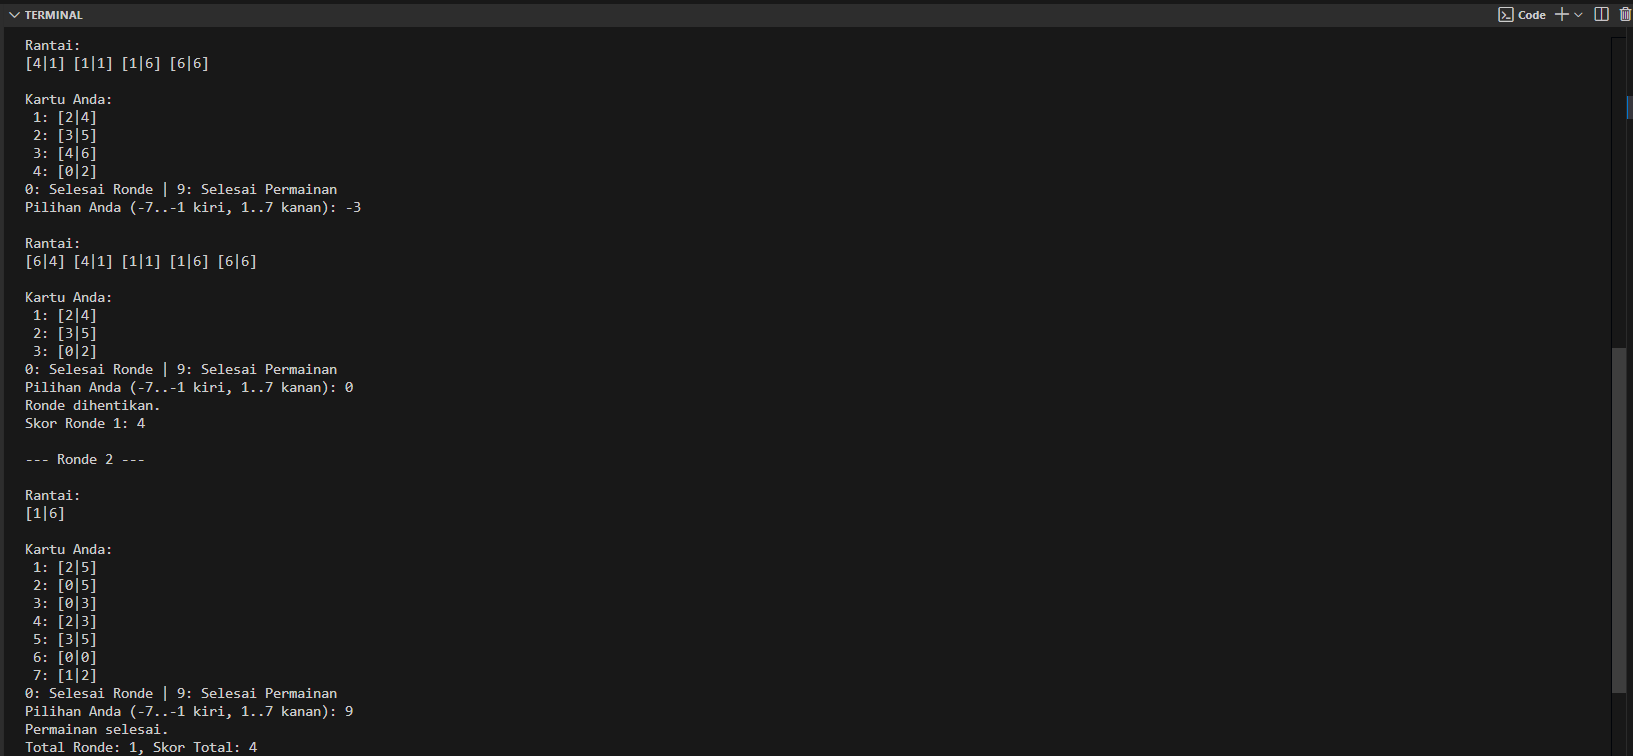 TERMINAL
Code
Rantai:
[4|1] [1|1] [1|6] [6|6]
Kartu Anda:
1: [2|4]
2: [3|5]
3: [4|6]
4: [0|2]
0: Selesai Ronde | 9: Selesai Permainan
Pilihan Anda (-7..-1 kiri, 1..7 kanan): -3
Rantai:
[6|4] [4|1] [1|1] [1|6] [6|6]
Kartu Anda:
1: [2|4]
2: [3|5]
3: [0|2]
0: Selesai Ronde | 9: Selesai Permainan
Pilihan Anda (-7..-1 kiri, 1..7 kanan): 0
Ronde dihentikan.
Skor Ronde 1: 4
--- Ronde 2 ---
Rantai:
[1|6]
Kartu Anda:
1: [2|5]
2: [0|5]
3: [0|3]
4: [2|3]
5: [3|5]
6: [0|0]
7: [1|2]
0: Selesai Ronde | 9: Selesai Permainan
Pilihan Anda (-7..-1 kiri, 1..7 kanan): 9
Permainan selesai.
Total Ronde: 1, Skor Total: 4